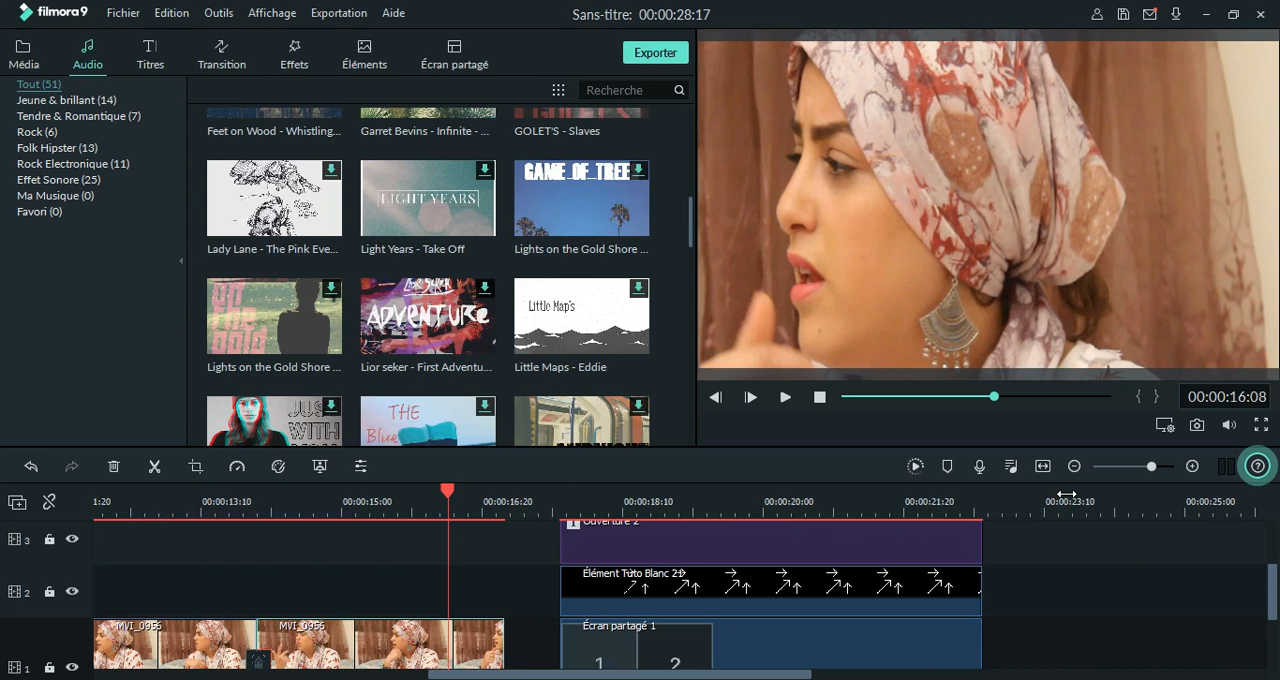 filmora9
Fichier
Edition
Outils
Affichage
Exportation
Aide
Sans-titre: 00:00:28:17
Média
Audio
Titres
Transition
Effets
Éléments
Écran partagé
Exporter
Tout (51)
Jeune & brillant (14)
Tendre & Romantique (7)
Rock (6)
Folk Hipster (13)
Rock Electronique (11)
Effet Sonore (25)
Ma Musique (0)
Favori (0)
Recherche
Feet on Wood - Whistling...
Garret Bevins - Infinite - ...
GOLET'S - Slaves
LIGHT YEARS
GAME OF TREE
Lady Lane - The Pink Eve...
Light Years - Take Off
Lights on the Gold Shore ...
LIOR SEKER
ADVENTURE
Little Map's
Lights on the Gold Shore ...
Lior seker - First Adventu...
Little Maps - Eddie
JUST
WITH
THE
Blue
{ }
00:00:16:08
1:20
00:00:13:10
00:00:15:00
00:00:16:20
00:00:18:10
00:00:20:00
00:00:21:20
00:00:23:10
00:00:25:00
3
Ouverture 2
2
Élément Tuto Blanc 21
1
MVI_0956
MVI_0956
Écran partagé 1
1
2